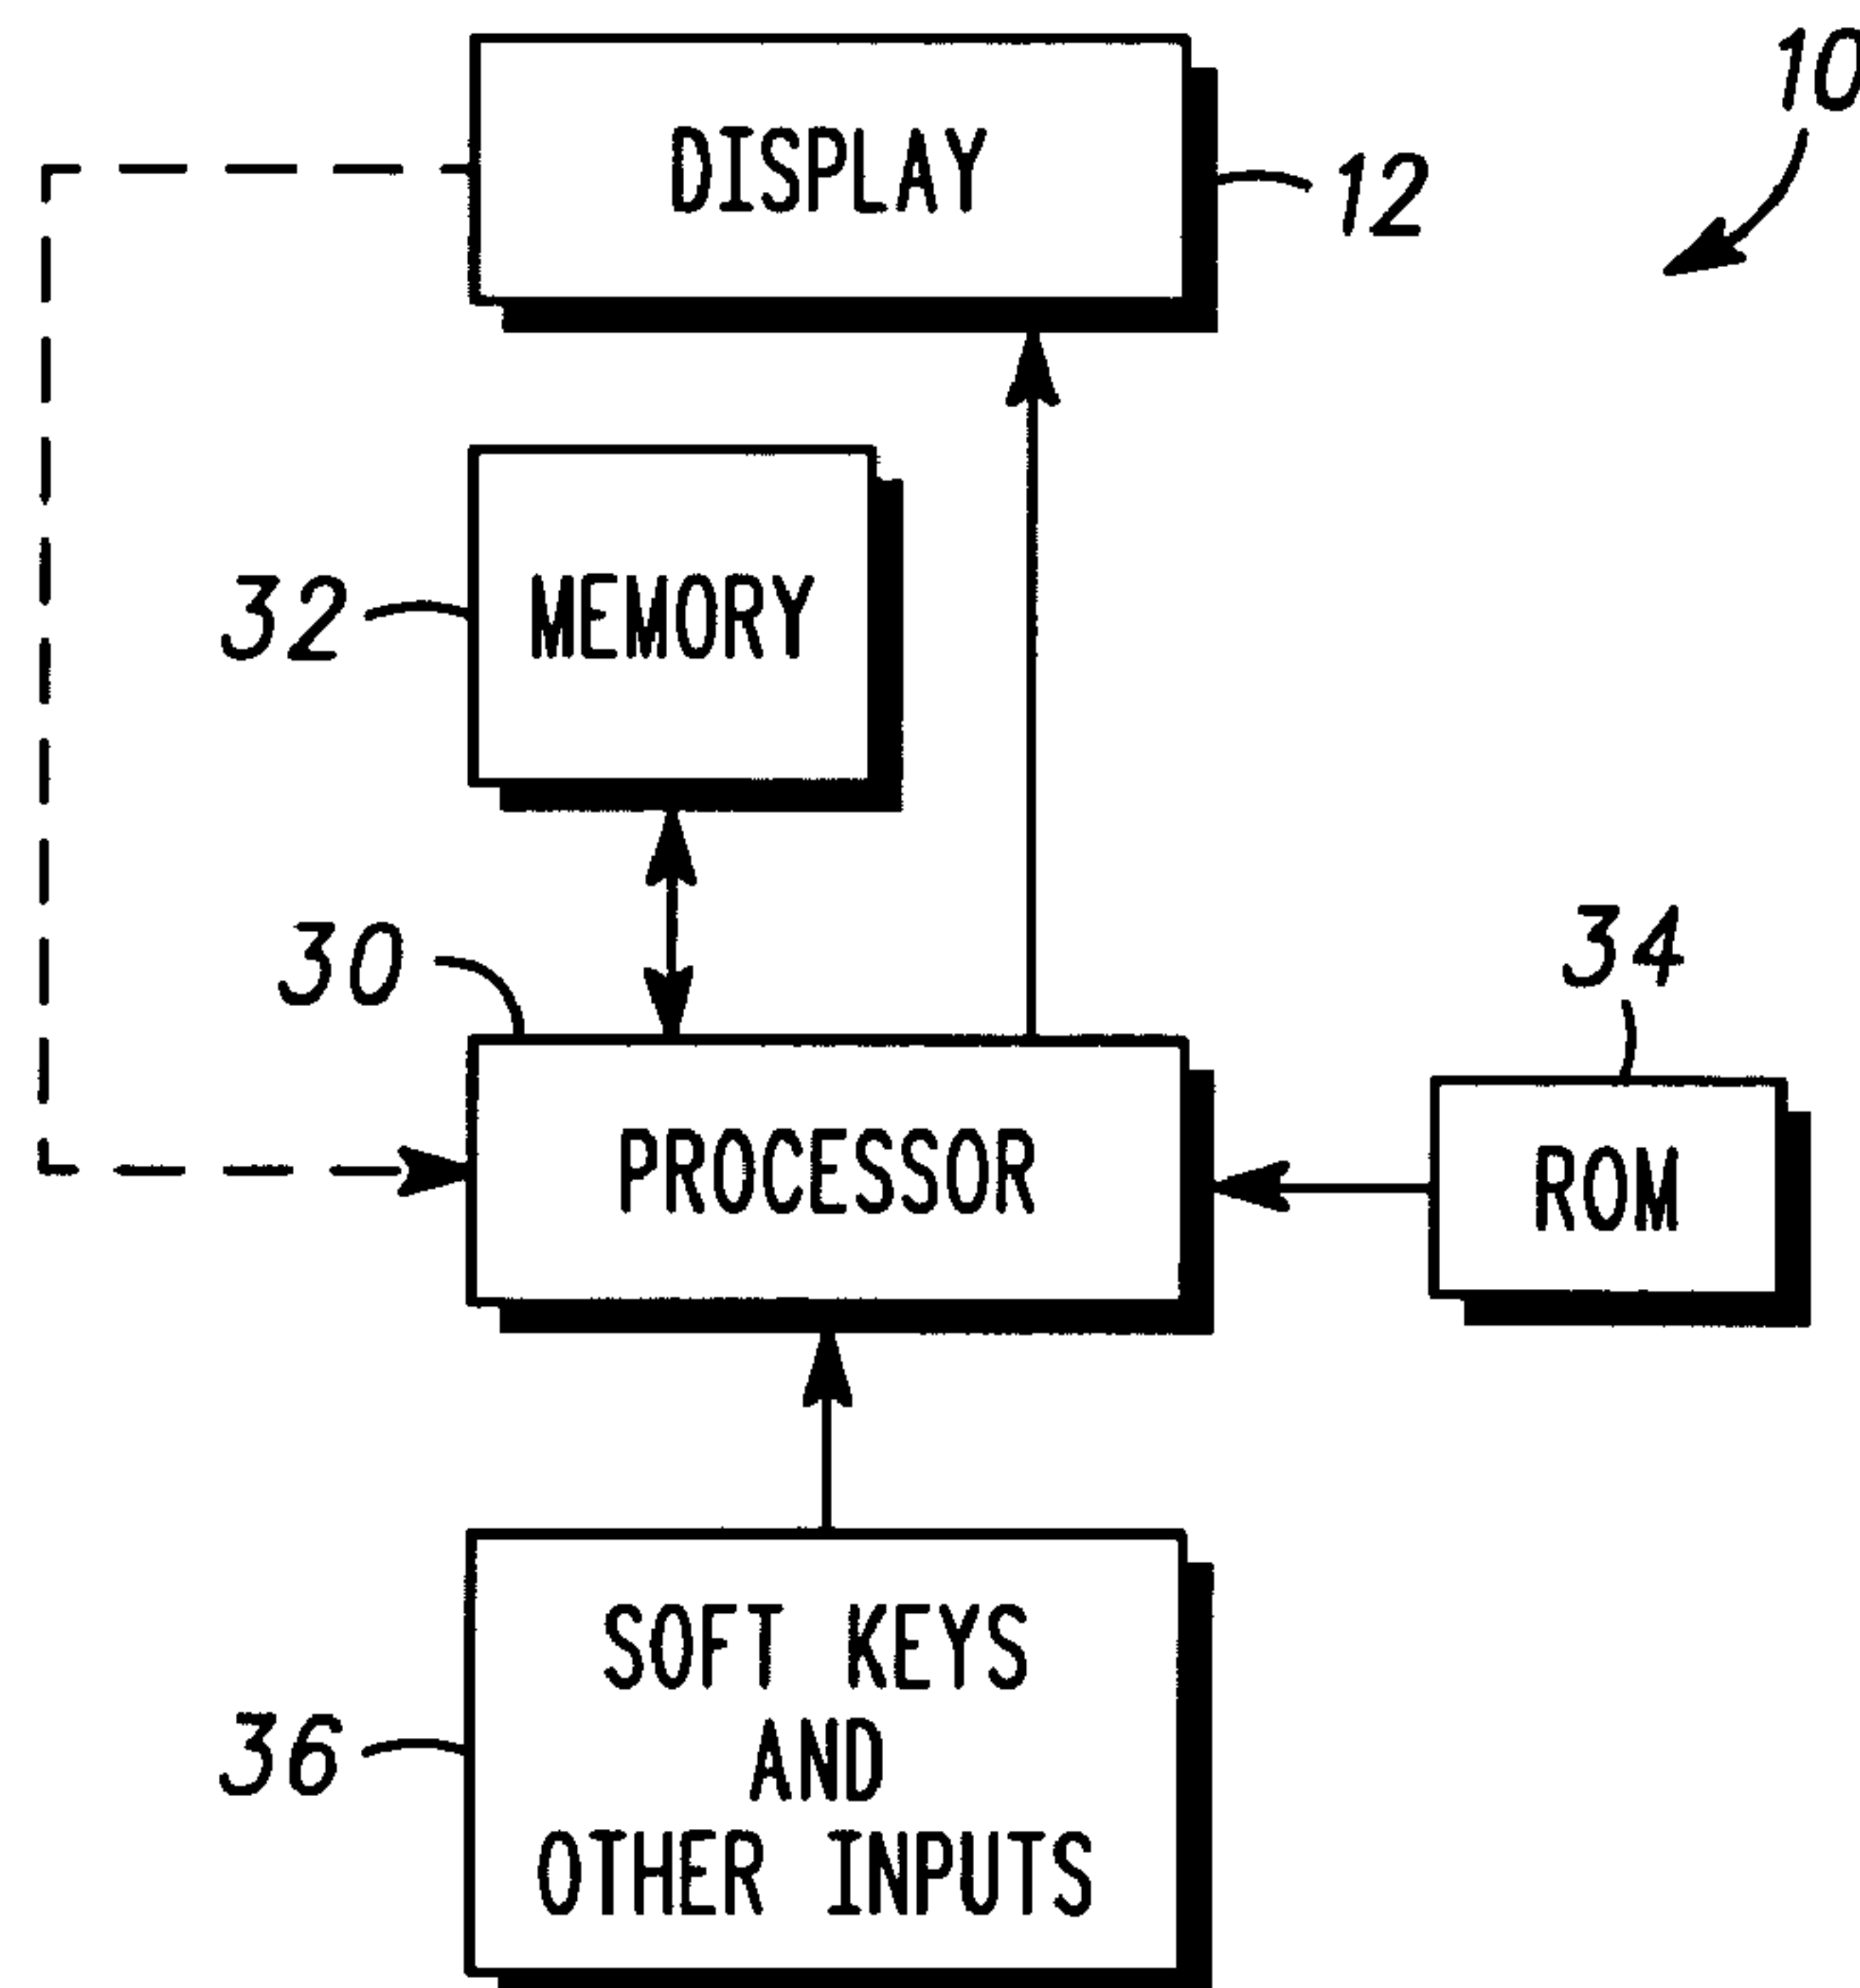 10
DISPLAY
12
MEMORY
32
30
34
PROCESSOR
ROM
SOFT KEYS
AND
OTHER INPUTS
36